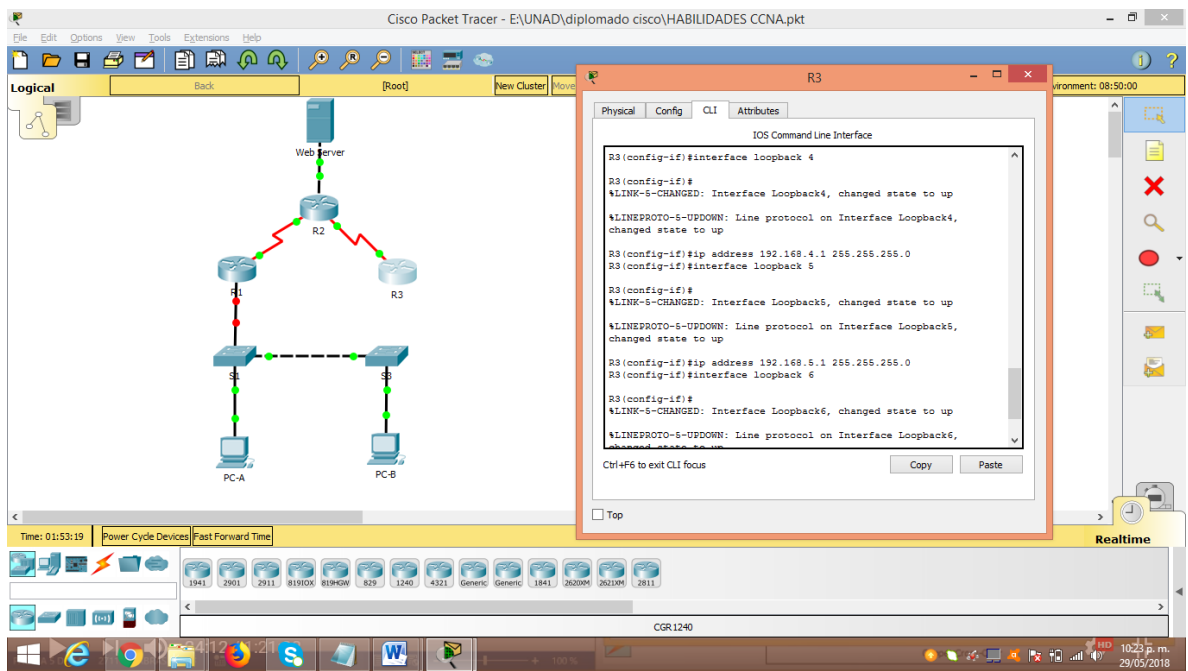 Cisco Packet Tracer - E:\UNAD\diplomado cisco\HABILIDADES CCNA.pkt
File Edit Options View Tools Extensions Help
Logical
Back
[Root]
New Cluster
Move
vironment: 08:50:00
Web Server
R2
R1
R3
S1
S3
PC-A
PC-B
R3
Physical Config CLI Attributes
IOS Command Line Interface
R3(config-if)#interface loopback 4
R3(config-if)#
%LINK-5-CHANGED: Interface Loopback4, changed state to up
%LINEPROTO-5-UPDOWN: Line protocol on Interface Loopback4,
changed state to up
R3(config-if)#ip address 192.168.4.1 255.255.255.0
R3(config-if)#interface loopback 5
R3(config-if)#
%LINK-5-CHANGED: Interface Loopback5, changed state to up
%LINEPROTO-5-UPDOWN: Line protocol on Interface Loopback5,
changed state to up
R3(config-if)#ip address 192.168.5.1 255.255.255.0
R3(config-if)#interface loopback 6
R3(config-if)#
%LINK-5-CHANGED: Interface Loopback6, changed state to up
%LINEPROTO-5-UPDOWN: Line protocol on Interface Loopback6,
changed state to up
Ctrl+F6 to exit CLI focus
Copy
Paste
Top
Time: 01:53:19
Power Cycle Devices
Fast Forward Time
Realtime
1941 2901 2911 819IOX 819HGW 829 1240 4321 Generic Generic 1841 2620XM 2621XM 2811
CGR1240
100 %
HD
10:23 p. m.
29/05/2018